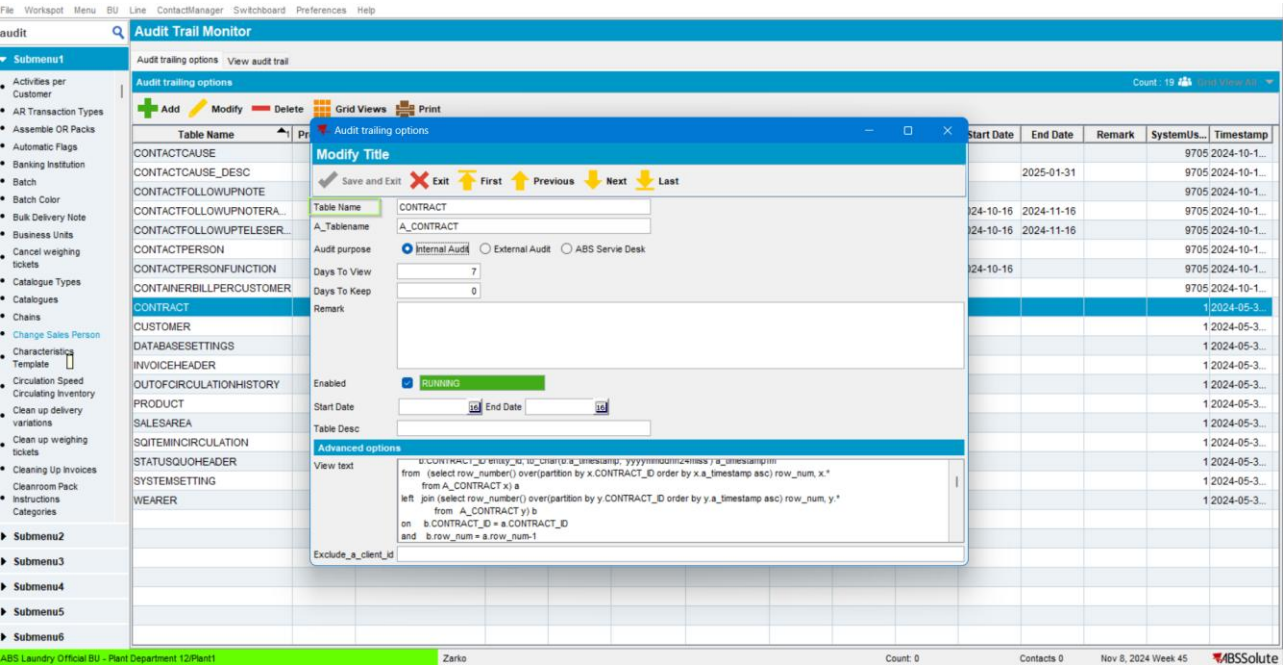 File Workspot Menu BU Line ContactManager Switchboard Preferences Help
audit
Audit Trail Monitor
Submenu1
Audit trailing options View audit trail
Activities per
Customer
AR Transaction Types
Assemble OR Packs
Automatic Flags
Banking Institution
Batch
Batch Color
Bulk Delivery Note
Business Units
Cancel weighing
tickets
Catalogue Types
Catalogues
Chains
Change Sales Person
Characteristics
Template
Circulation Speed
Circulating Inventory
Clean up delivery
variations
Clean up weighing
tickets
Cleaning Up Invoices
Cleanroom Pack
Instructions
Categories
Submenu2
Submenu3
Submenu4
Submenu5
Submenu6
Audit trailing options Count : 19 Grid View All
Add Modify Delete Grid Views Print
Table Name Start Date End Date Remark SystemUs... Timestamp
CONTACTCAUSE 9705 2024-10-1...
CONTACTCAUSE_DESC 2025-01-31 9705 2024-10-1...
CONTACTFOLLOWUPNOTE 9705 2024-10-1...
CONTACTFOLLOWUPNOTERA... 024-10-16 2024-11-16 9705 2024-10-1...
CONTACTFOLLOWUPTELESER... 024-10-16 2024-11-16 9705 2024-10-1...
CONTACTPERSON 9705 2024-10-1...
CONTACTPERSONFUNCTION 024-10-16 9705 2024-10-1...
CONTAINERBILLPERCUSTOMER 9705 2024-10-1...
CONTRACT 1 2024-05-3...
CUSTOMER 1 2024-05-3...
DATABASESETTINGS 1 2024-05-3...
INVOICEHEADER 1 2024-05-3...
OUTOFCIRCULATIONHISTORY 1 2024-05-3...
PRODUCT 1 2024-05-3...
SALESAREA 1 2024-05-3...
SQITEMINCIRCULATION 1 2024-05-3...
STATUSQUOHEADER 1 2024-05-3...
SYSTEMSETTING 1 2024-05-3...
WEARER 1 2024-05-3...
Audit trailing options
Modify Title
Save and Exit Exit First Previous Next Last
Table Name CONTRACT
A_Tablename A_CONTRACT
Audit purpose Internal Audit External Audit ABS Servie Desk
Days To View 7
Days To Keep 0
Remark
Enabled RUNNING
Start Date 16 End Date 16
Table Desc
Advanced options
View text
from (select row_number() over(partition by x.CONTRACT_ID order by x.a_timestamp asc) row_num, x.*
from A_CONTRACT x) a
left join (select row_number() over(partition by y.CONTRACT_ID order by y.a_timestamp asc) row_num, y.*
from A_CONTRACT y) b
on b.CONTRACT_ID = a.CONTRACT_ID
and b.row_num = a.row_num-1
Exclude_a_client_id
ABS Laundry Official BU - Plant Department 12/Plant1 Zarko Count: 0 Contacts 0 Nov 8, 2024 Week 45 ABSSolute